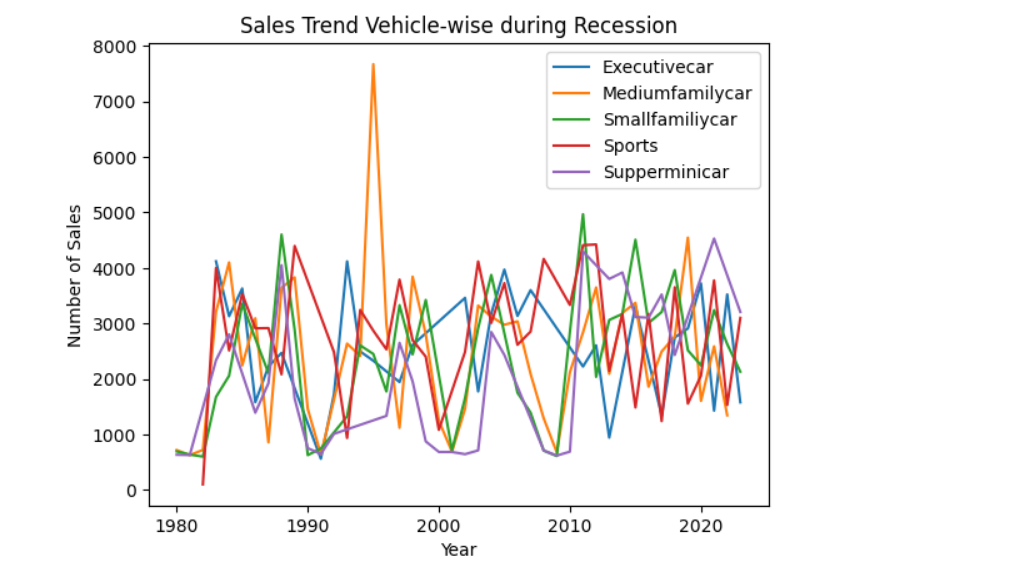 Sales Trend Vehicle-wise during Recession
8000
7000
6000
5000
4000
3000
2000
1000
0
Number of Sales
Executivecar
Mediumfamilycar
Smallfamiliycar
Sports
Supperminicar
1980
1990
2000
2010
2020
Year